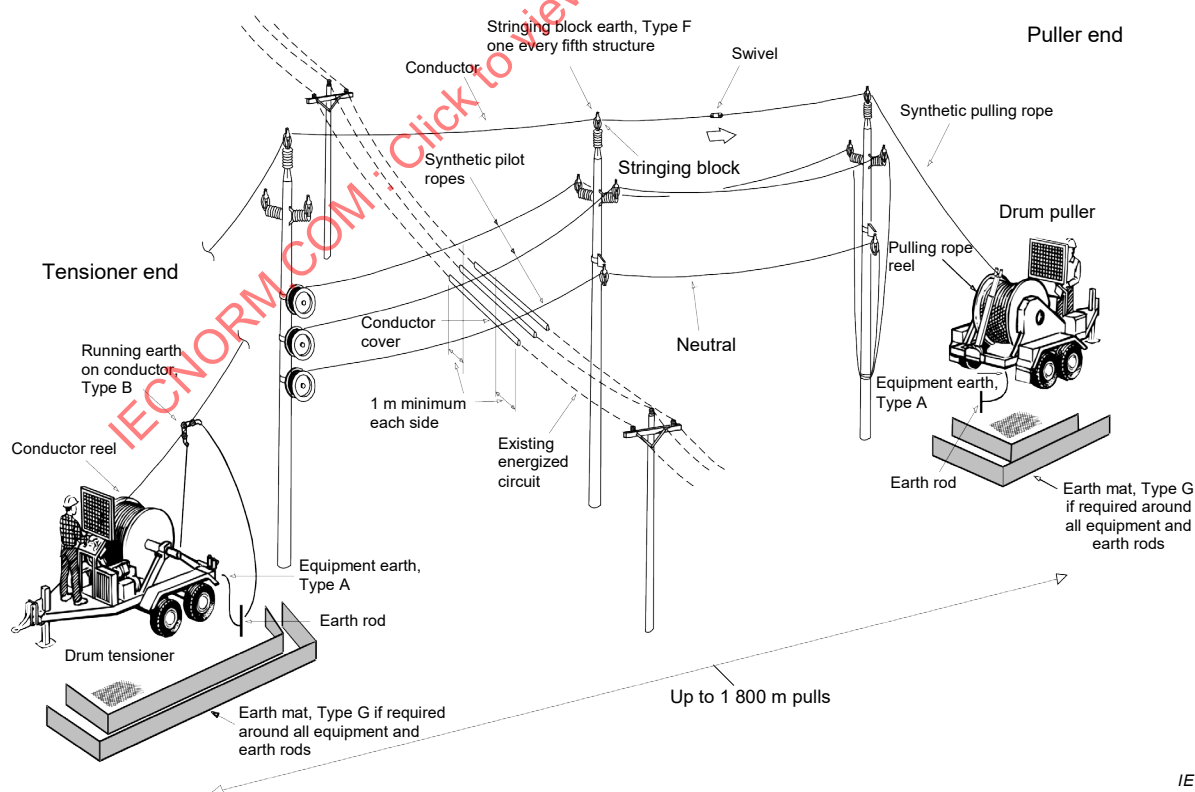 Stringing block earth, Type F
one every fifth structure
Puller end
Conductor
Swivel
Synthetic pulling rope
Synthetic pilot
ropes
Stringing block
Drum puller
Tensioner end
Pulling rope
reel
Conductor
cover
Neutral
Running earth
on conductor,
Type B
1 m minimum
each side
Equipment earth,
Type A
Conductor reel
Existing
energized
circuit
Earth rod
Earth mat, Type G
if required around
all equipment and
earth rods
Equipment earth,
Type A
Earth rod
Drum tensioner
Up to 1 800 m pulls
Earth mat, Type G if required
around all equipment and
earth rods
IE
IECNORM.COM : Click to view